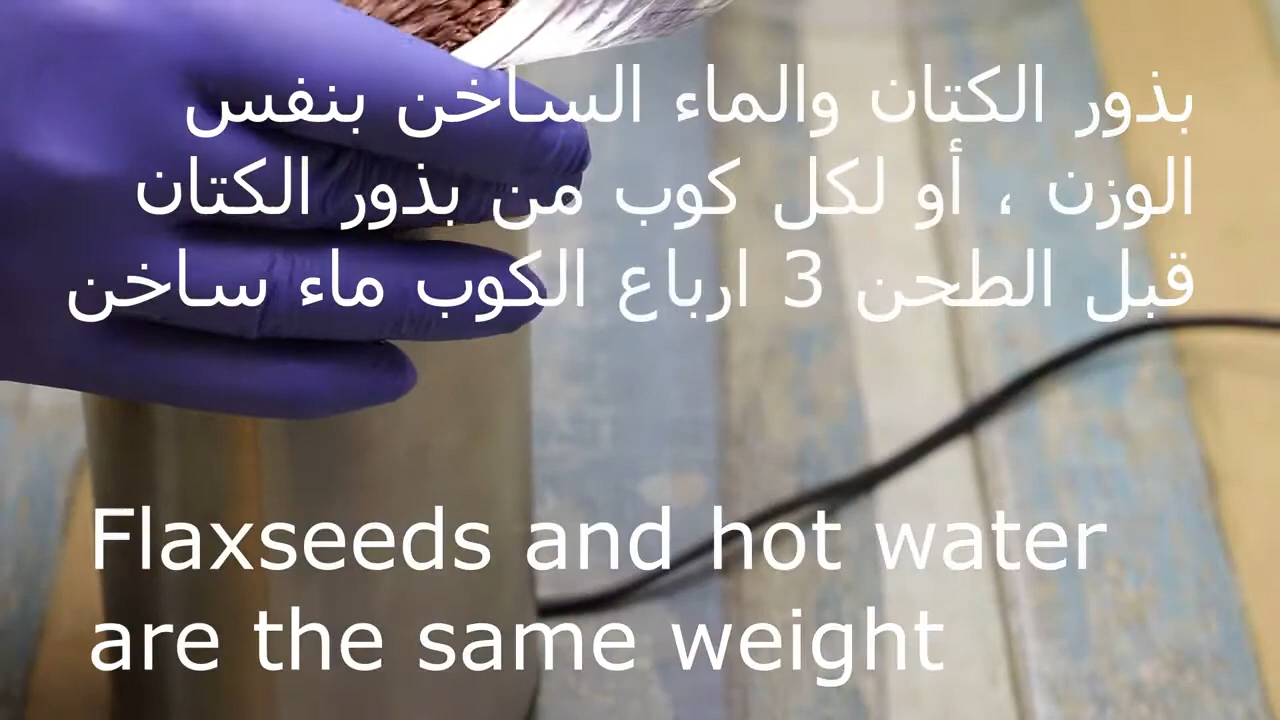 بذور الكتان والماء الساخن بنفس
الوزن ، أو لكل كوب من بذور الكتان
قبل الطحن 3 ارباع الكوب ماء ساخن
Flaxseeds and hot water
are the same weight